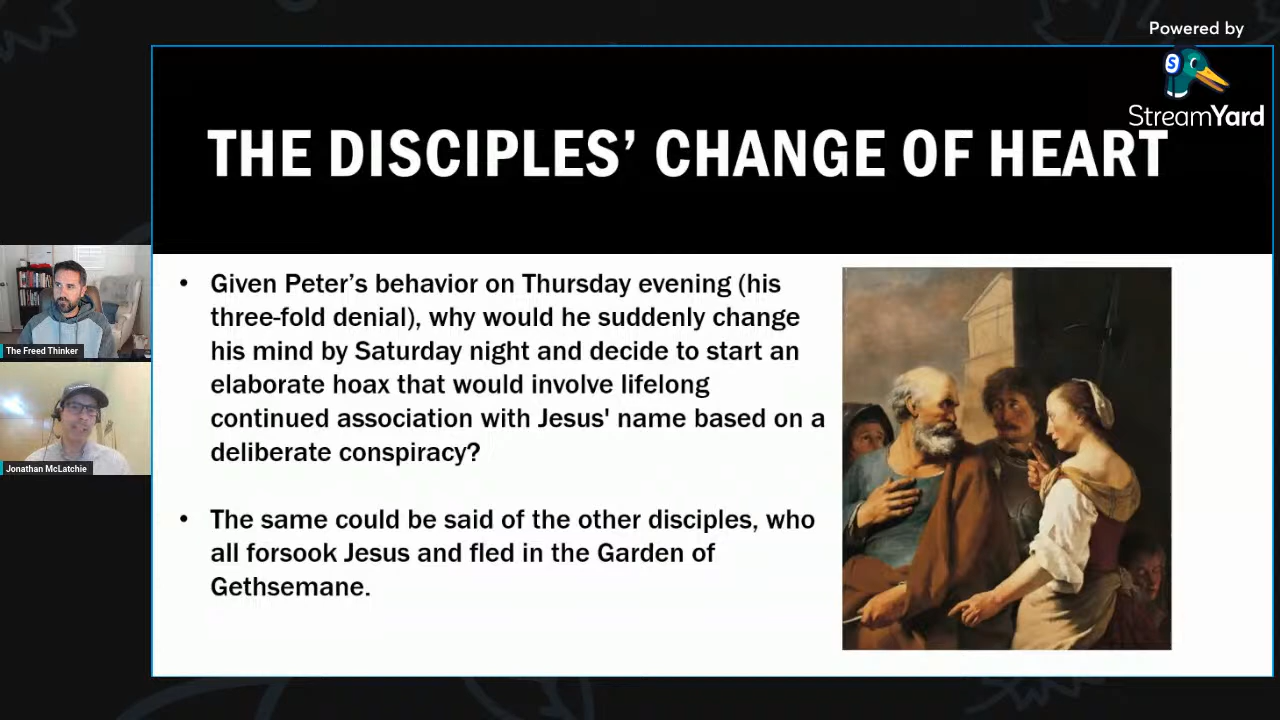 Powered by
S
StreamYard
THE DISCIPLES’ CHANGE OF HEART
• Given Peter’s behavior on Thursday evening (his
three-fold denial), why would he suddenly change
his mind by Saturday night and decide to start an
elaborate hoax that would involve lifelong
continued association with Jesus' name based on a
deliberate conspiracy?
• The same could be said of the other disciples, who
all forsook Jesus and fled in the Garden of
Gethsemane.
The Freed Thinker
Jonathan McLatchie